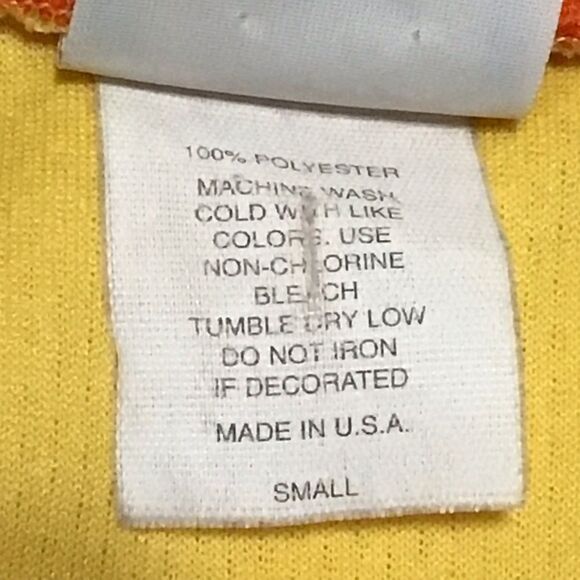 100% POLYESTER
MACHINE WASH
COLD WITH LIKE
COLORS. USE
NON-CHLORINE
BLEACH
TUMBLE DRY LOW
DO NOT IRON
IF DECORATED
MADE IN U.S.A.
SMALL